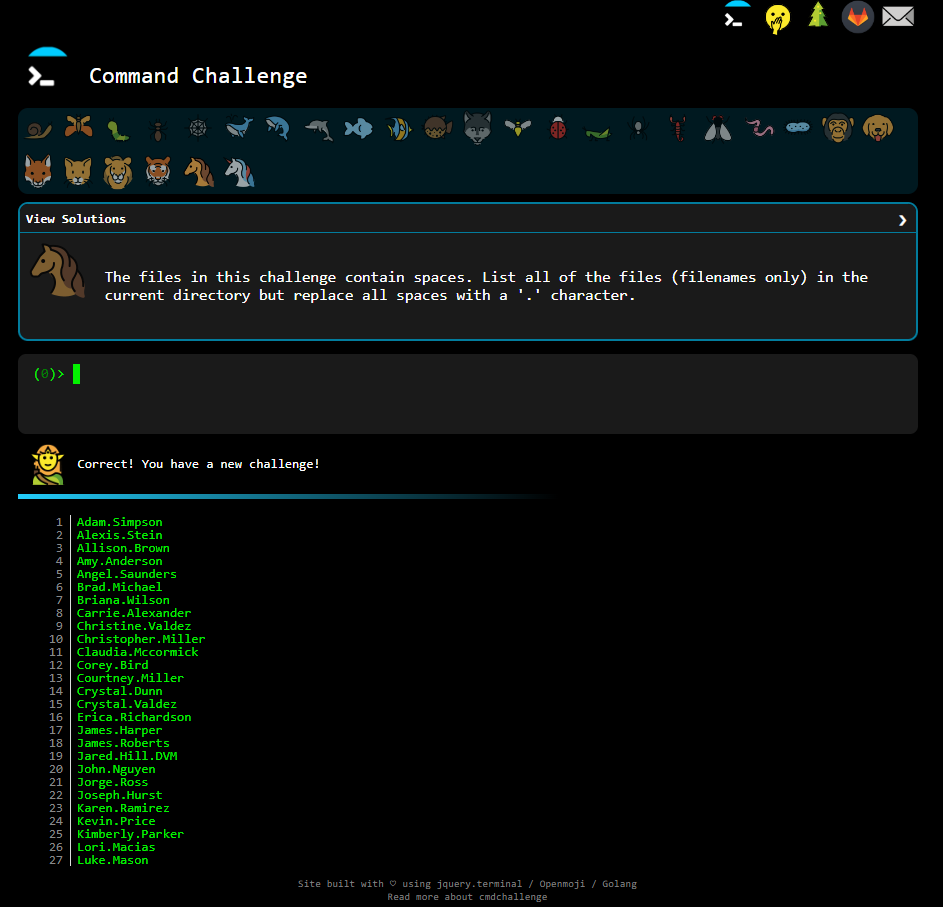 Command Challenge
View Solutions
The files in this challenge contain spaces. List all of the files (filenames only) in the
current directory but replace all spaces with a '.' character.
(0)>
Correct! You have a new challenge!
1 Adam.Simpson
2 Alexis.Stein
3 Allison.Brown
4 Amy.Anderson
5 Angel.Saunders
6 Brad.Michael
7 Briana.Wilson
8 Carrie.Alexander
9 Christine.Valdez
10 Christopher.Miller
11 Claudia.Mccormick
12 Corey.Bird
13 Courtney.Miller
14 Crystal.Dunn
15 Crystal.Valdez
16 Erica.Richardson
17 James.Harper
18 James.Roberts
19 Jared.Hill.DVM
20 John.Nguyen
21 Jorge.Ross
22 Joseph.Hurst
23 Karen.Ramirez
24 Kevin.Price
25 Kimberly.Parker
26 Lori.Macias
27 Luke.Mason
Site built with ♡ using jquery.terminal / Openmoji / Golang
Read more about cmdchallenge